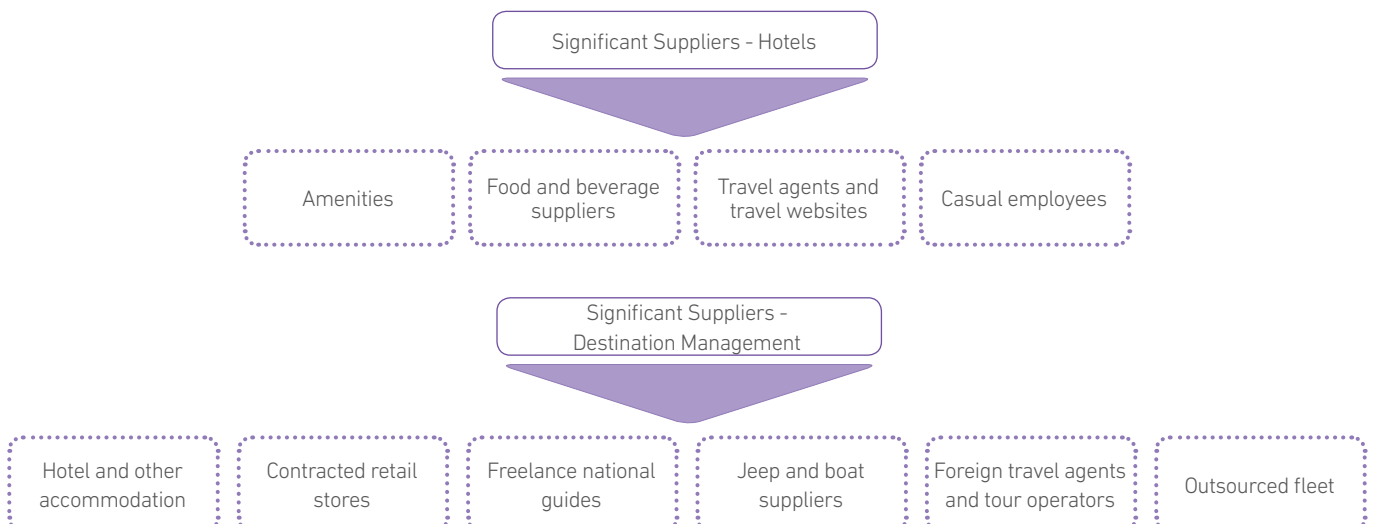 Significant Suppliers - Hotels
Amenities
Food and beverage
suppliers
Travel agents and
travel websites
Casual employees
Significant Suppliers -
Destination Management
Hotel and other
accommodation
Contracted retail
stores
Freelance national
guides
Jeep and boat
suppliers
Foreign travel agents
and tour operators
Outsourced fleet